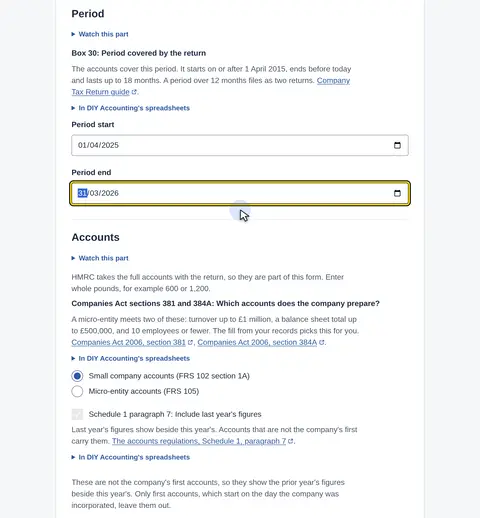 Period
Watch this part
Box 30: Period covered by the return
The accounts cover this period. It starts on or after 1 April 2015, ends before today
and lasts up to 18 months. A period over 12 months files as two returns. Company
Tax Return guide.
In DIY Accounting's spreadsheets
Period start
01/04/2025
Period end
31/03/2026
Accounts
Watch this part
HMRC takes the full accounts with the return, so they are part of this form. Enter
whole pounds, for example 600 or 1,200.
Companies Act sections 381 and 384A: Which accounts does the company prepare?
A micro-entity meets two of these: turnover up to £1 million, a balance sheet total up
to £500,000, and 10 employees or fewer. The fill from your records picks this for you.
Companies Act 2006, section 381, Companies Act 2006, section 384A.
In DIY Accounting's spreadsheets
Small company accounts (FRS 102 section 1A)
Micro-entity accounts (FRS 105)
Schedule 1 paragraph 7: Include last year's figures
Last year's figures show beside this year's. Accounts that are not the company's first
carry them. The accounts regulations, Schedule 1, paragraph 7.
In DIY Accounting's spreadsheets
These are not the company's first accounts, so they show the prior year's figures
beside this year's. Only first accounts, which start on the day the company was
incorporated, leave them out.